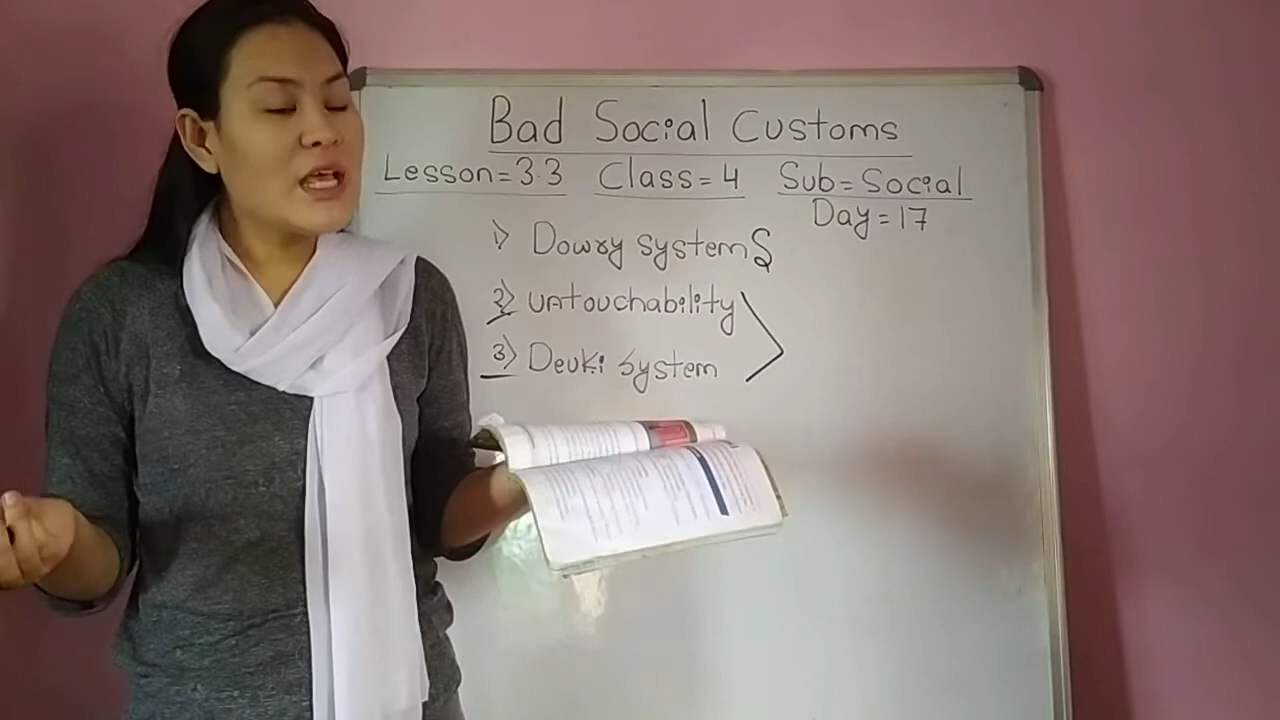 Bad Social Customs
Lesson=3.3 Class=4 Sub=Social
Day=17
1) Dowry systemS
2) Untouchability
3) Deuki System